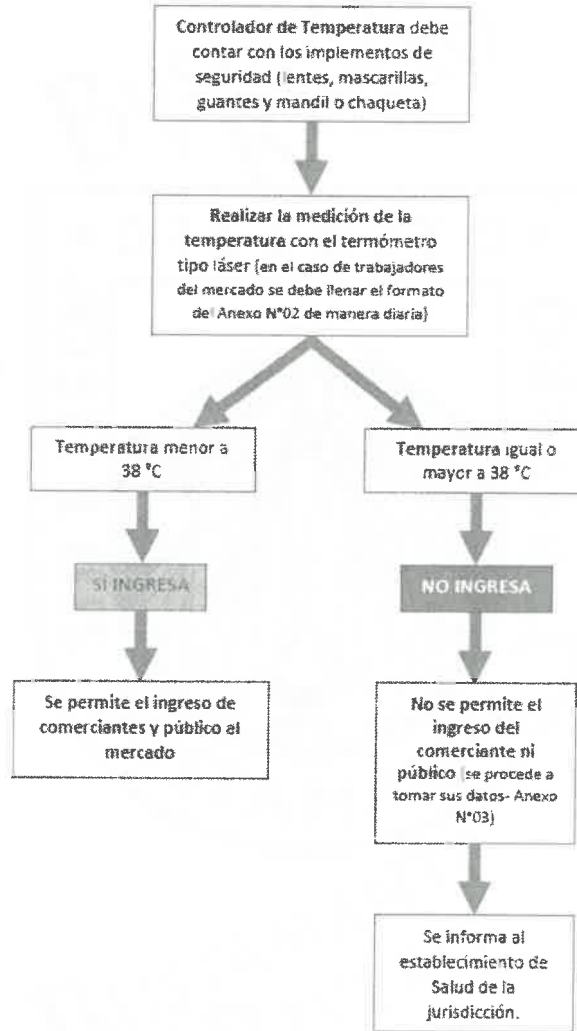 Controlador de Temperatura debe
contar con los implementos de
seguridad (lentes, mascarillas,
guantes y mandil o chaqueta)
Realizar la medición de la
temperatura con el termómetro
tipo láser (en el caso de trabajadores
del mercado se debe llenar el formato
del Anexo N°02 de manera diaria)
Temperatura menor a
38 °C
Temperatura igual o
mayor a 38 °C
SÍ INGRESA
NO INGRESA
Se permite el ingreso de
comerciantes y público al
mercado
No se permite el
ingreso del
comerciante ni
público (se procede a
tomar sus datos- Anexo
N°03)
Se informa al
establecimiento de
Salud de la
jurisdicción.